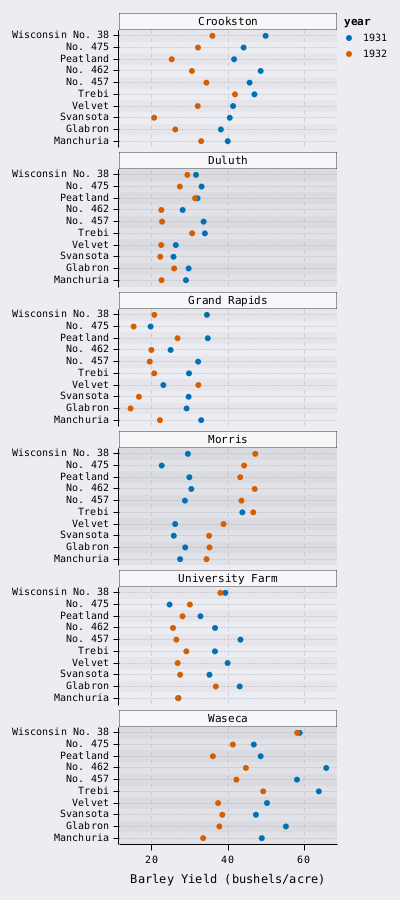 Crookston
year
1931
1932
Wisconsin No. 38
No. 475
Peatland
No. 462
No. 457
Trebi
Velvet
Svansota
Glabron
Manchuria
Duluth
Wisconsin No. 38
No. 475
Peatland
No. 462
No. 457
Trebi
Velvet
Svansota
Glabron
Manchuria
Grand Rapids
Wisconsin No. 38
No. 475
Peatland
No. 462
No. 457
Trebi
Velvet
Svansota
Glabron
Manchuria
Morris
Wisconsin No. 38
No. 475
Peatland
No. 462
No. 457
Trebi
Velvet
Svansota
Glabron
Manchuria
University Farm
Wisconsin No. 38
No. 475
Peatland
No. 462
No. 457
Trebi
Velvet
Svansota
Glabron
Manchuria
Waseca
Wisconsin No. 38
No. 475
Peatland
No. 462
No. 457
Trebi
Velvet
Svansota
Glabron
Manchuria
20 40 60
Barley Yield (bushels/acre)